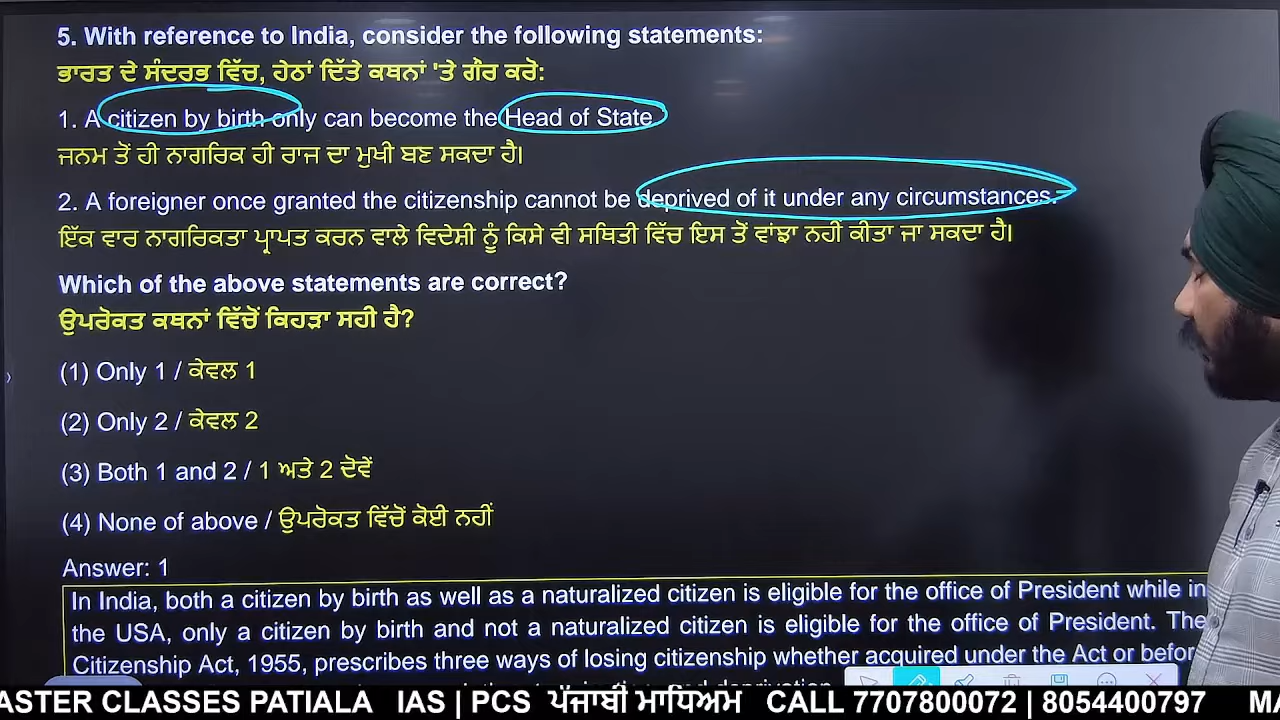 5. With reference to India, consider the following statements:
ਭਾਰਤ ਦੇ ਸੰਦਰਭ ਵਿੱਚ, ਹੇਠਾਂ ਦਿੱਤੇ ਕਥਨਾਂ 'ਤੇ ਗੌਰ ਕਰੋ:
1. A citizen by birth only can become the Head of State
ਜਨਮ ਤੋਂ ਹੀ ਨਾਗਰਿਕ ਹੀ ਰਾਜ ਦਾ ਮੁਖੀ ਬਣ ਸਕਦਾ ਹੈ।
2. A foreigner once granted the citizenship cannot be deprived of it under any circumstances.
ਇੱਕ ਵਾਰ ਨਾਗਰਿਕਤਾ ਪ੍ਰਾਪਤ ਕਰਨ ਵਾਲੇ ਵਿਦੇਸ਼ੀ ਨੂੰ ਕਿਸੇ ਵੀ ਸਥਿਤੀ ਵਿੱਚ ਇਸ ਤੋਂ ਵਾਂਝਾ ਨਹੀਂ ਕੀਤਾ ਜਾ ਸਕਦਾ ਹੈ।
Which of the above statements are correct?
ਉਪਰੋਕਤ ਕਥਨਾਂ ਵਿੱਚੋਂ ਕਿਹੜਾ ਸਹੀ ਹੈ?
(1) Only 1 / ਕੇਵਲ 1
(2) Only 2 / ਕੇਵਲ 2
(3) Both 1 and 2 / 1 ਅਤੇ 2 ਦੋਵੇਂ
(4) None of above / ਉਪਰੋਕਤ ਵਿੱਚੋਂ ਕੋਈ ਨਹੀਂ
Answer: 1
In India, both a citizen by birth as well as a naturalized citizen is eligible for the office of President while in
the USA, only a citizen by birth and not a naturalized citizen is eligible for the office of President. The
Citizenship Act, 1955, prescribes three ways of losing citizenship whether acquired under the Act or befor
ASTER CLASSES PATIALA IAS | PCS ਪੰਜਾਬੀ ਮਾਧਿਅਮ CALL 7707800072 | 8054400797 MA